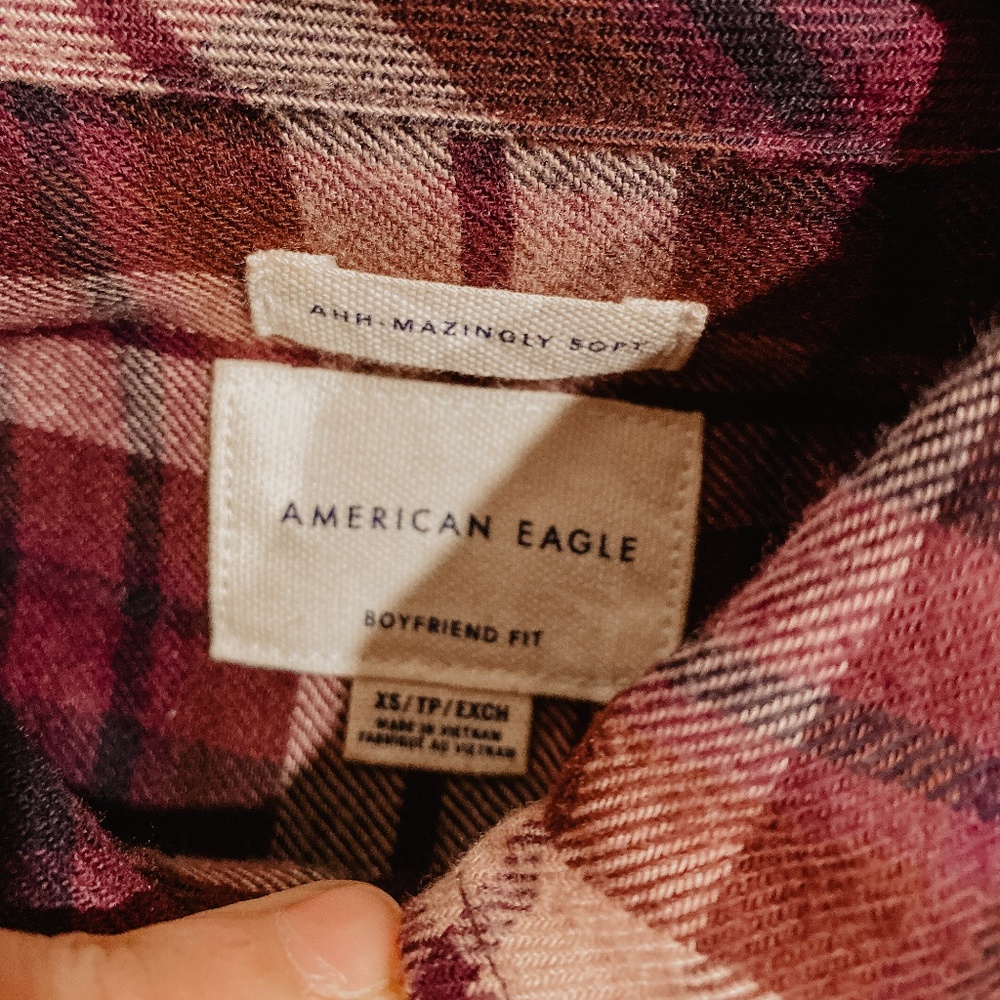 AHH-MAZINGLY SOFT
AMERICAN EAGLE
BOYFRIEND FIT
XS/TP/EXCH
MADE IN VIETNAM
FABRIQUÉ AU VIETNAM